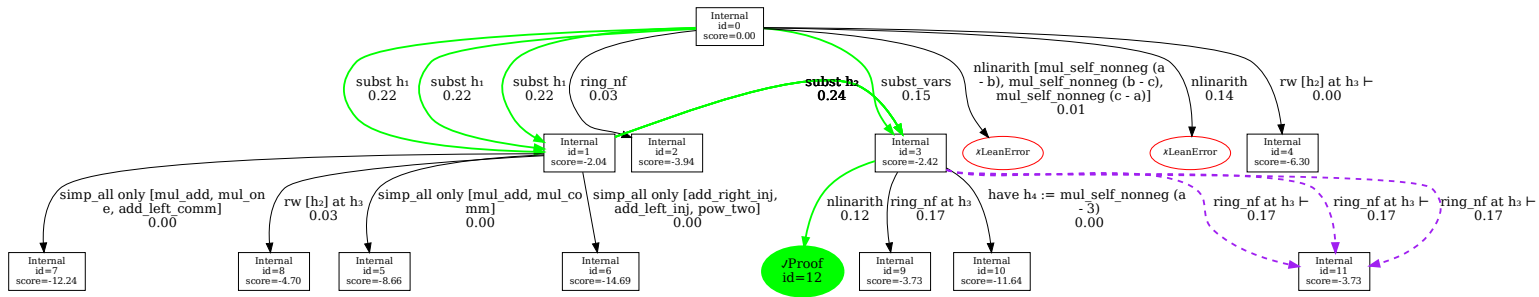 Internal
id=0
score=0.00
subst h₁
0.22
subst h₁
0.22
subst h₁
0.22
ring_nf
0.03
subst h₂
0.24
subst_vars
0.15
nlinarith [mul_self_nonneg (a
- b), mul_self_nonneg (b - c),
mul_self_nonneg (c - a)]
0.01
nlinarith
0.14
rw [h₂] at h₃ ⊢
0.00
Internal
id=1
score=-2.04
Internal
id=2
score=-3.94
Internal
id=3
score=-2.42
✗LeanError
✗LeanError
Internal
id=4
score=-6.30
simp_all only [mul_add, mul_on
e, add_left_comm]
0.00
rw [h₂] at h₃
0.03
simp_all only [mul_add, mul_co
mm]
0.00
simp_all only [add_right_inj,
add_left_inj, pow_two]
0.00
nlinarith
0.12
ring_nf at h₃
0.17
have h₄ := mul_self_nonneg (a
- 3)
0.00
ring_nf at h₃ ⊢
0.17
ring_nf at h₃ ⊢
0.17
ring_nf at h₃ ⊢
0.17
Internal
id=7
score=-12.24
Internal
id=8
score=-4.70
Internal
id=5
score=-8.66
Internal
id=6
score=-14.69
✓Proof
id=12
Internal
id=9
score=-3.73
Internal
id=10
score=-11.64
Internal
id=11
score=-3.73